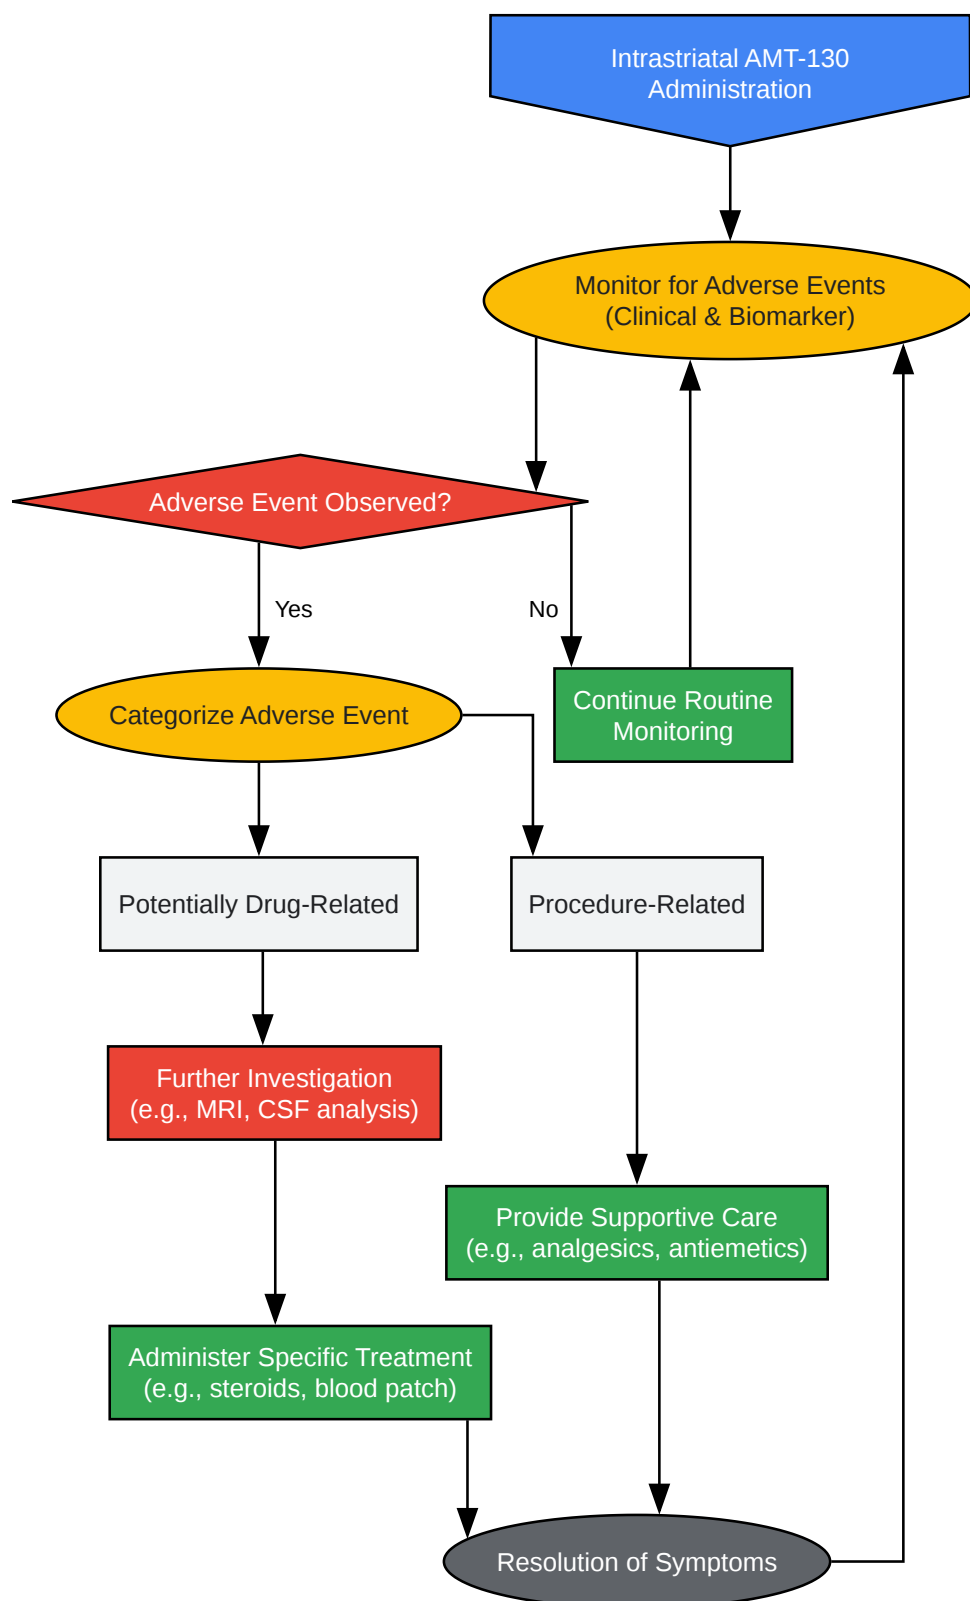 Intrastriatal AMT-130
Administration
Monitor for Adverse Events
(Clinical & Biomarker)
Adverse Event Observed?
Yes
No
Categorize Adverse Event
Continue Routine
Monitoring
Potentially Drug-Related
Procedure-Related
Further Investigation
(e.g., MRI, CSF analysis)
Provide Supportive Care
(e.g., analgesics, antiemetics)
Administer Specific Treatment
(e.g., steroids, blood patch)
Resolution of Symptoms